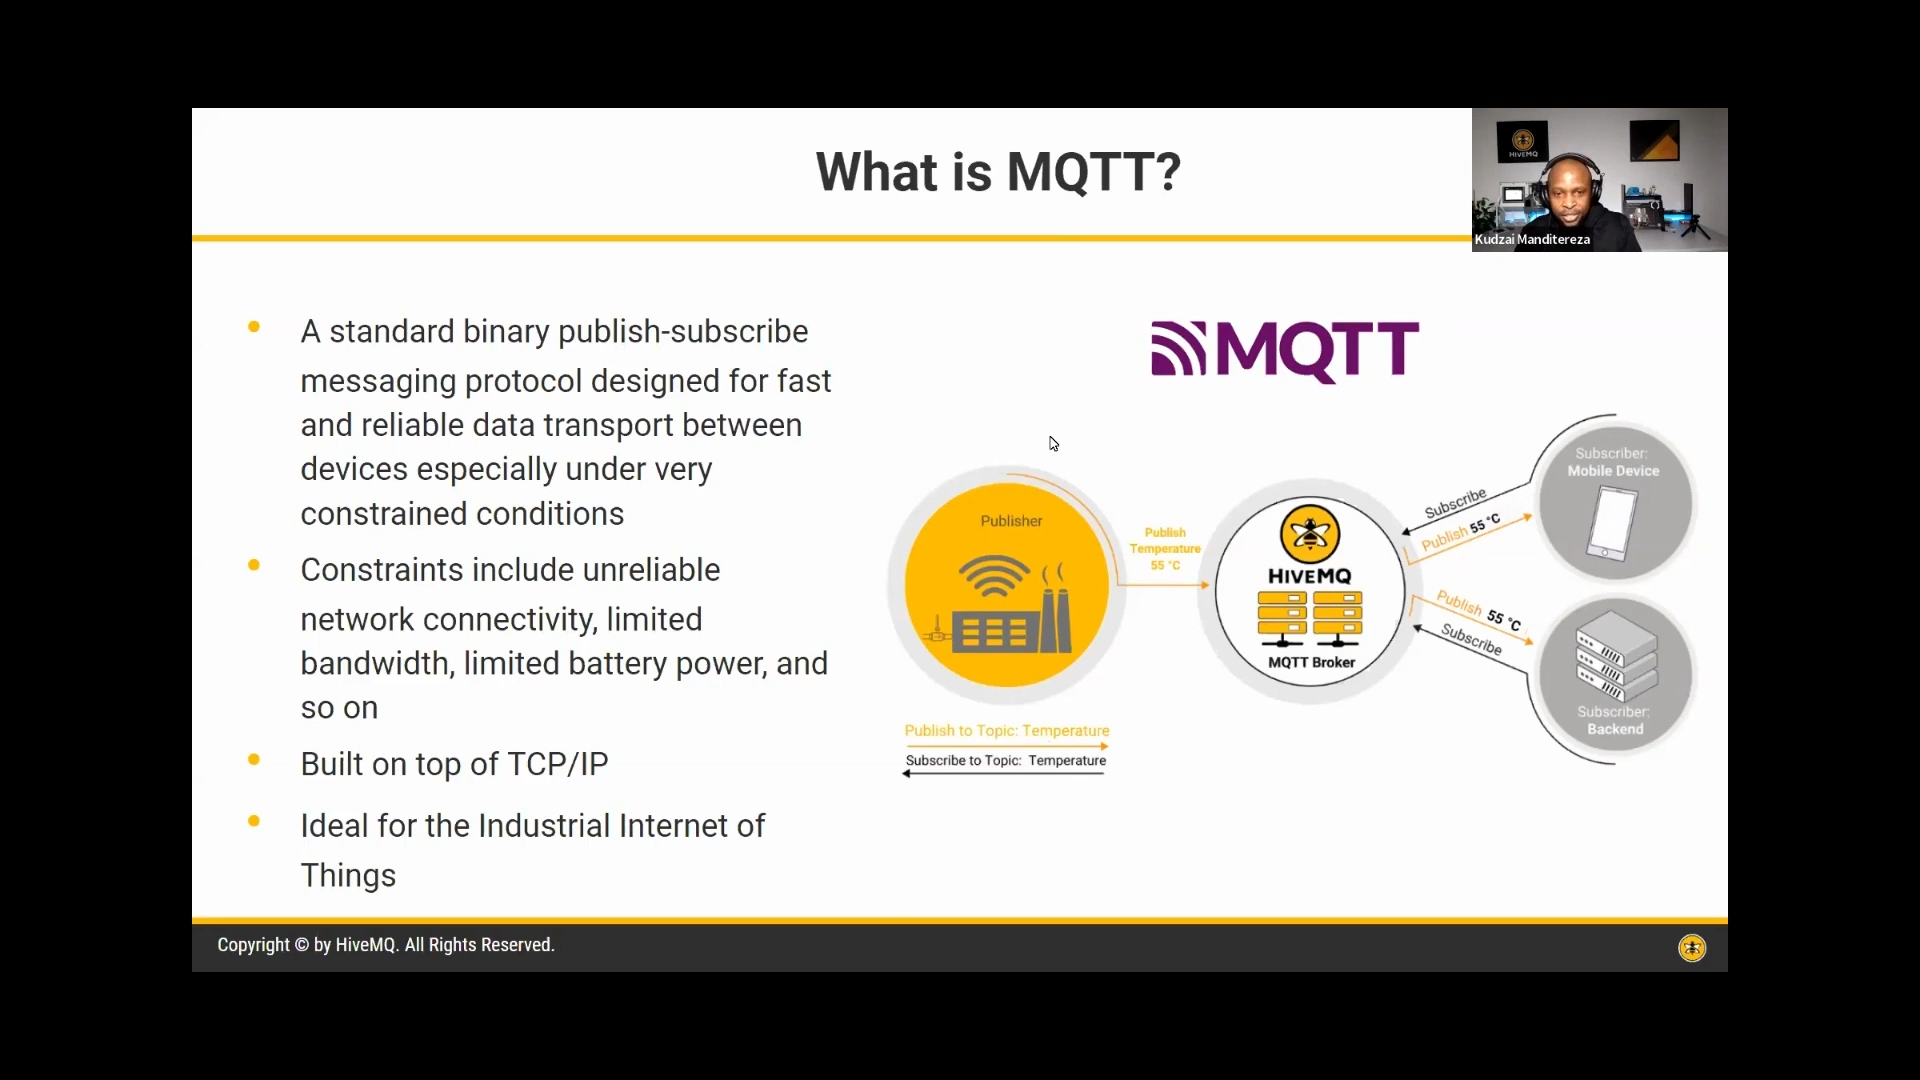 What is MQTT?
HIVEMQ
Kudzai Manditereza
A standard binary publish-subscribe
messaging protocol designed for fast
and reliable data transport between
devices especially under very
constrained conditions
Constraints include unreliable
network connectivity, limited
bandwidth, limited battery power, and
so on
Built on top of TCP/IP
Ideal for the Industrial Internet of
Things
MQTT
Publisher
Publish
Temperature
55 °C
HIVEMQ
MQTT Broker
Subscribe
Publish 55 °C
Subscriber:
Mobile Device
Publish 55 °C
Subscribe
Subscriber:
Backend
Publish to Topic: Temperature
Subscribe to Topic: Temperature
Copyright © by HiveMQ. All Rights Reserved.